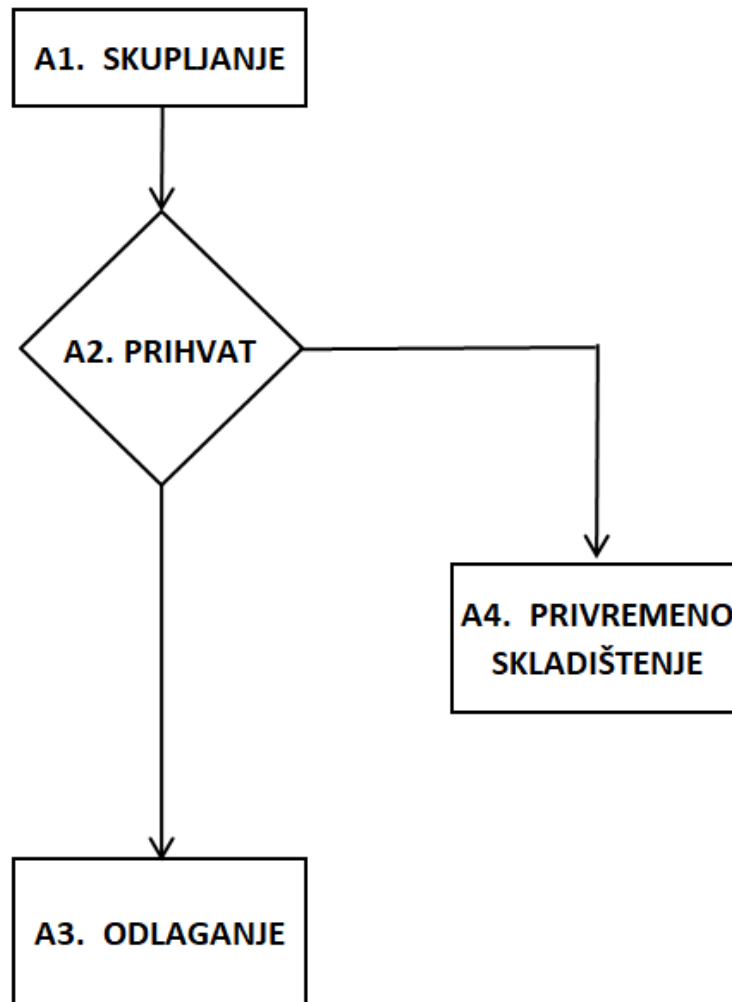 A1. SKUPLJANJE
A2. PRIHVAT
A4. PRIVREMENO
SKLADIŠTENJE
A3. ODLAGANJE